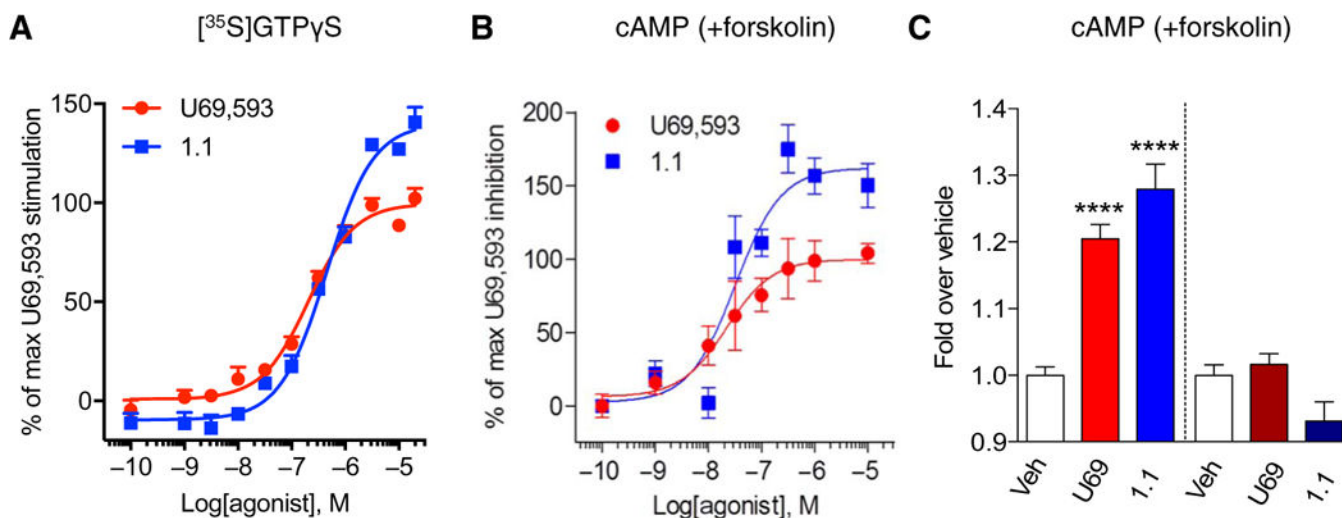 A
[³⁵S]GTPγS
% of max U69,593 stimulation
150
100
50
0
U69,593
1.1
–10
–9
–8
–7
–6
–5
Log[agonist], M
B
cAMP (+forskolin)
% of max U69,593 inhibition
200
150
100
50
0
U69,593
1.1
–10
–9
–8
–7
–6
–5
Log[agonist], M
C
cAMP (+forskolin)
Fold over vehicle
1.4
1.3
1.2
1.0
0.9
****
****
Veh
U69
1.1
Veh
U69
1.1